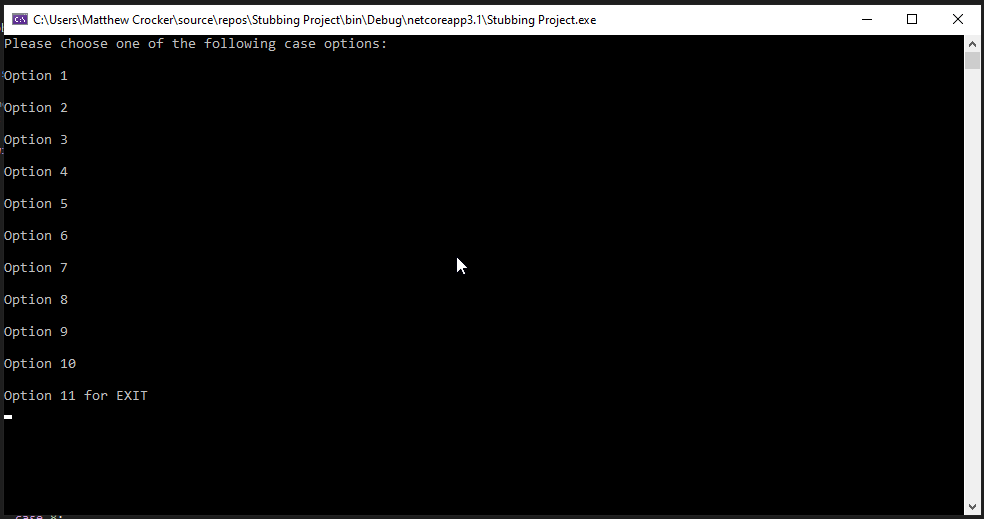 C:\Users\Matthew Crocker\source\repos\Stubbing Project\bin\Debug\netcoreapp3.1\Stubbing Project.exe
Please choose one of the following case options:
Option 1
Option 2
Option 3
Option 4
Option 5
Option 6
Option 7
Option 8
Option 9
Option 10
Option 11 for EXIT